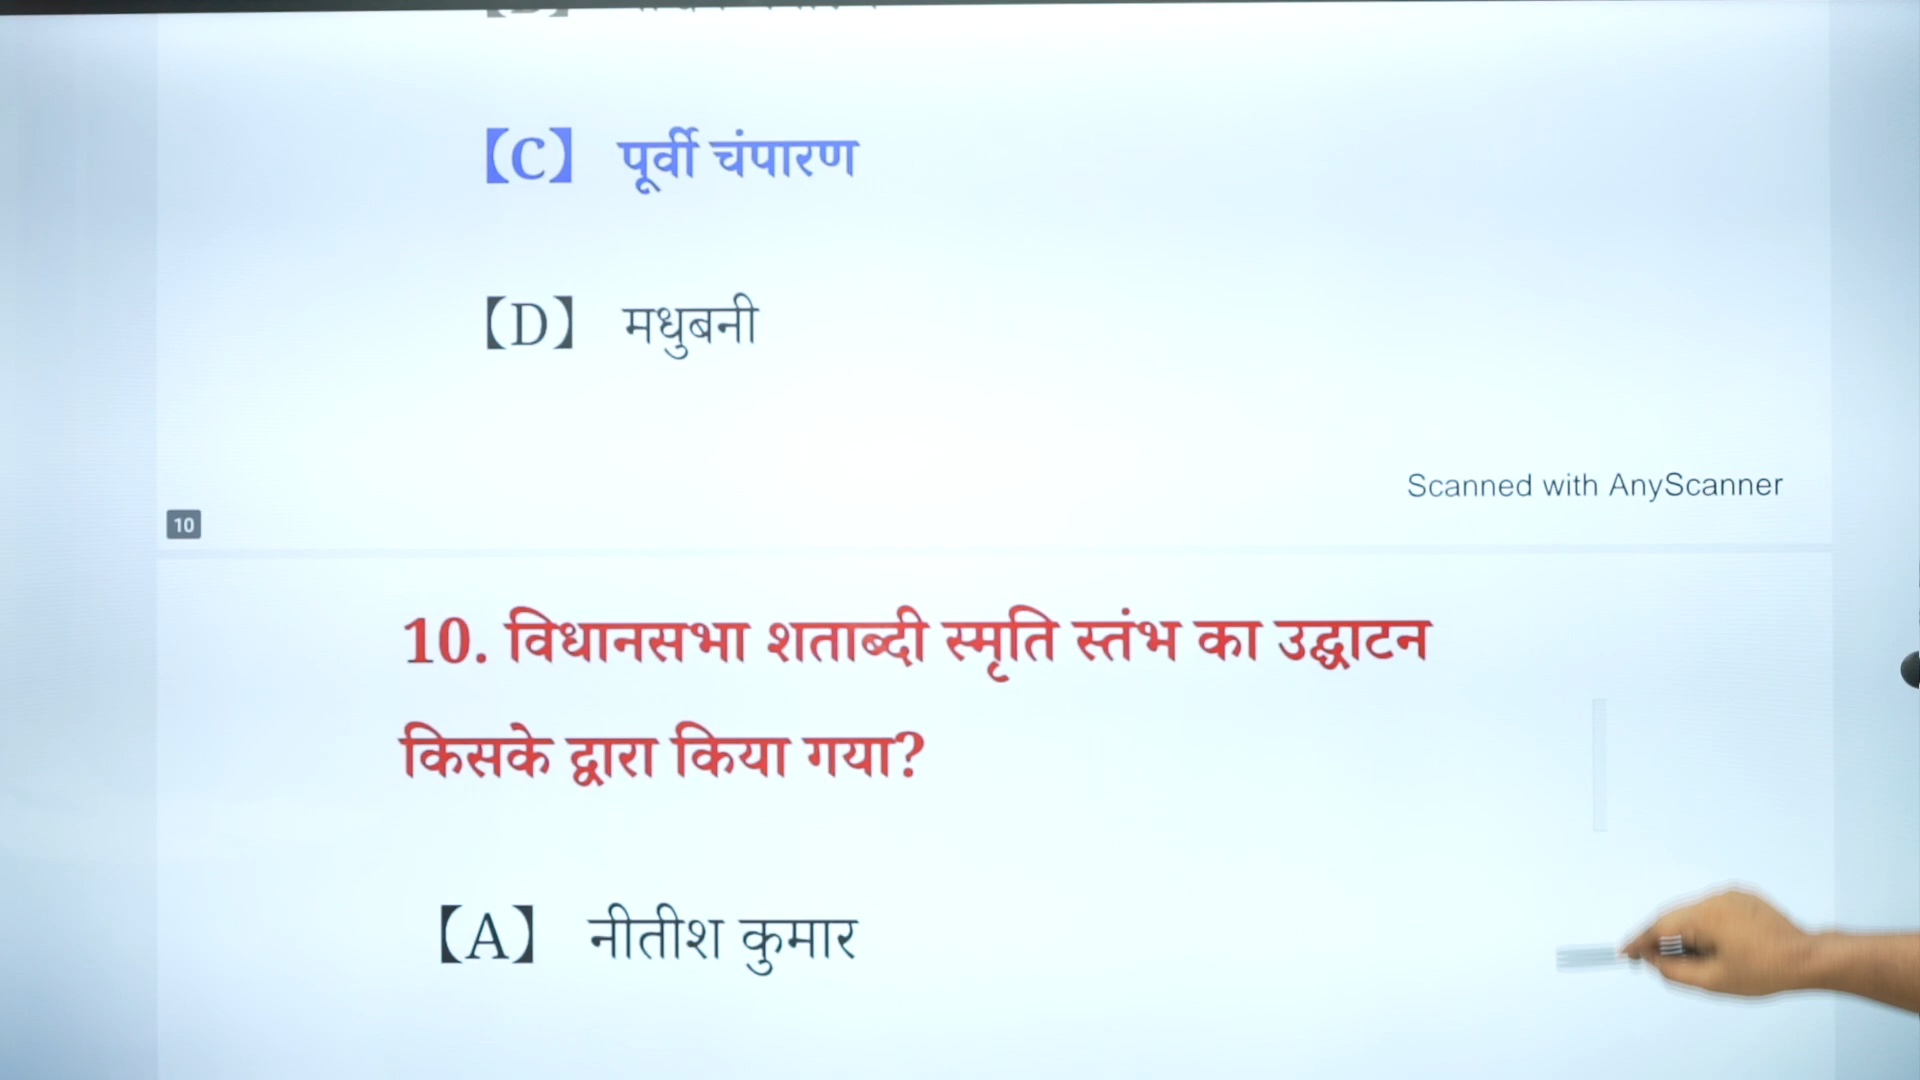 【C】 पूर्वी चंपारण
【D】 मधुबनी
Scanned with AnyScanner
10
10. विधानसभा शताब्दी स्मृति स्तंभ का उद्घाटन
किसके द्वारा किया गया?
【A】 नीतीश कुमार